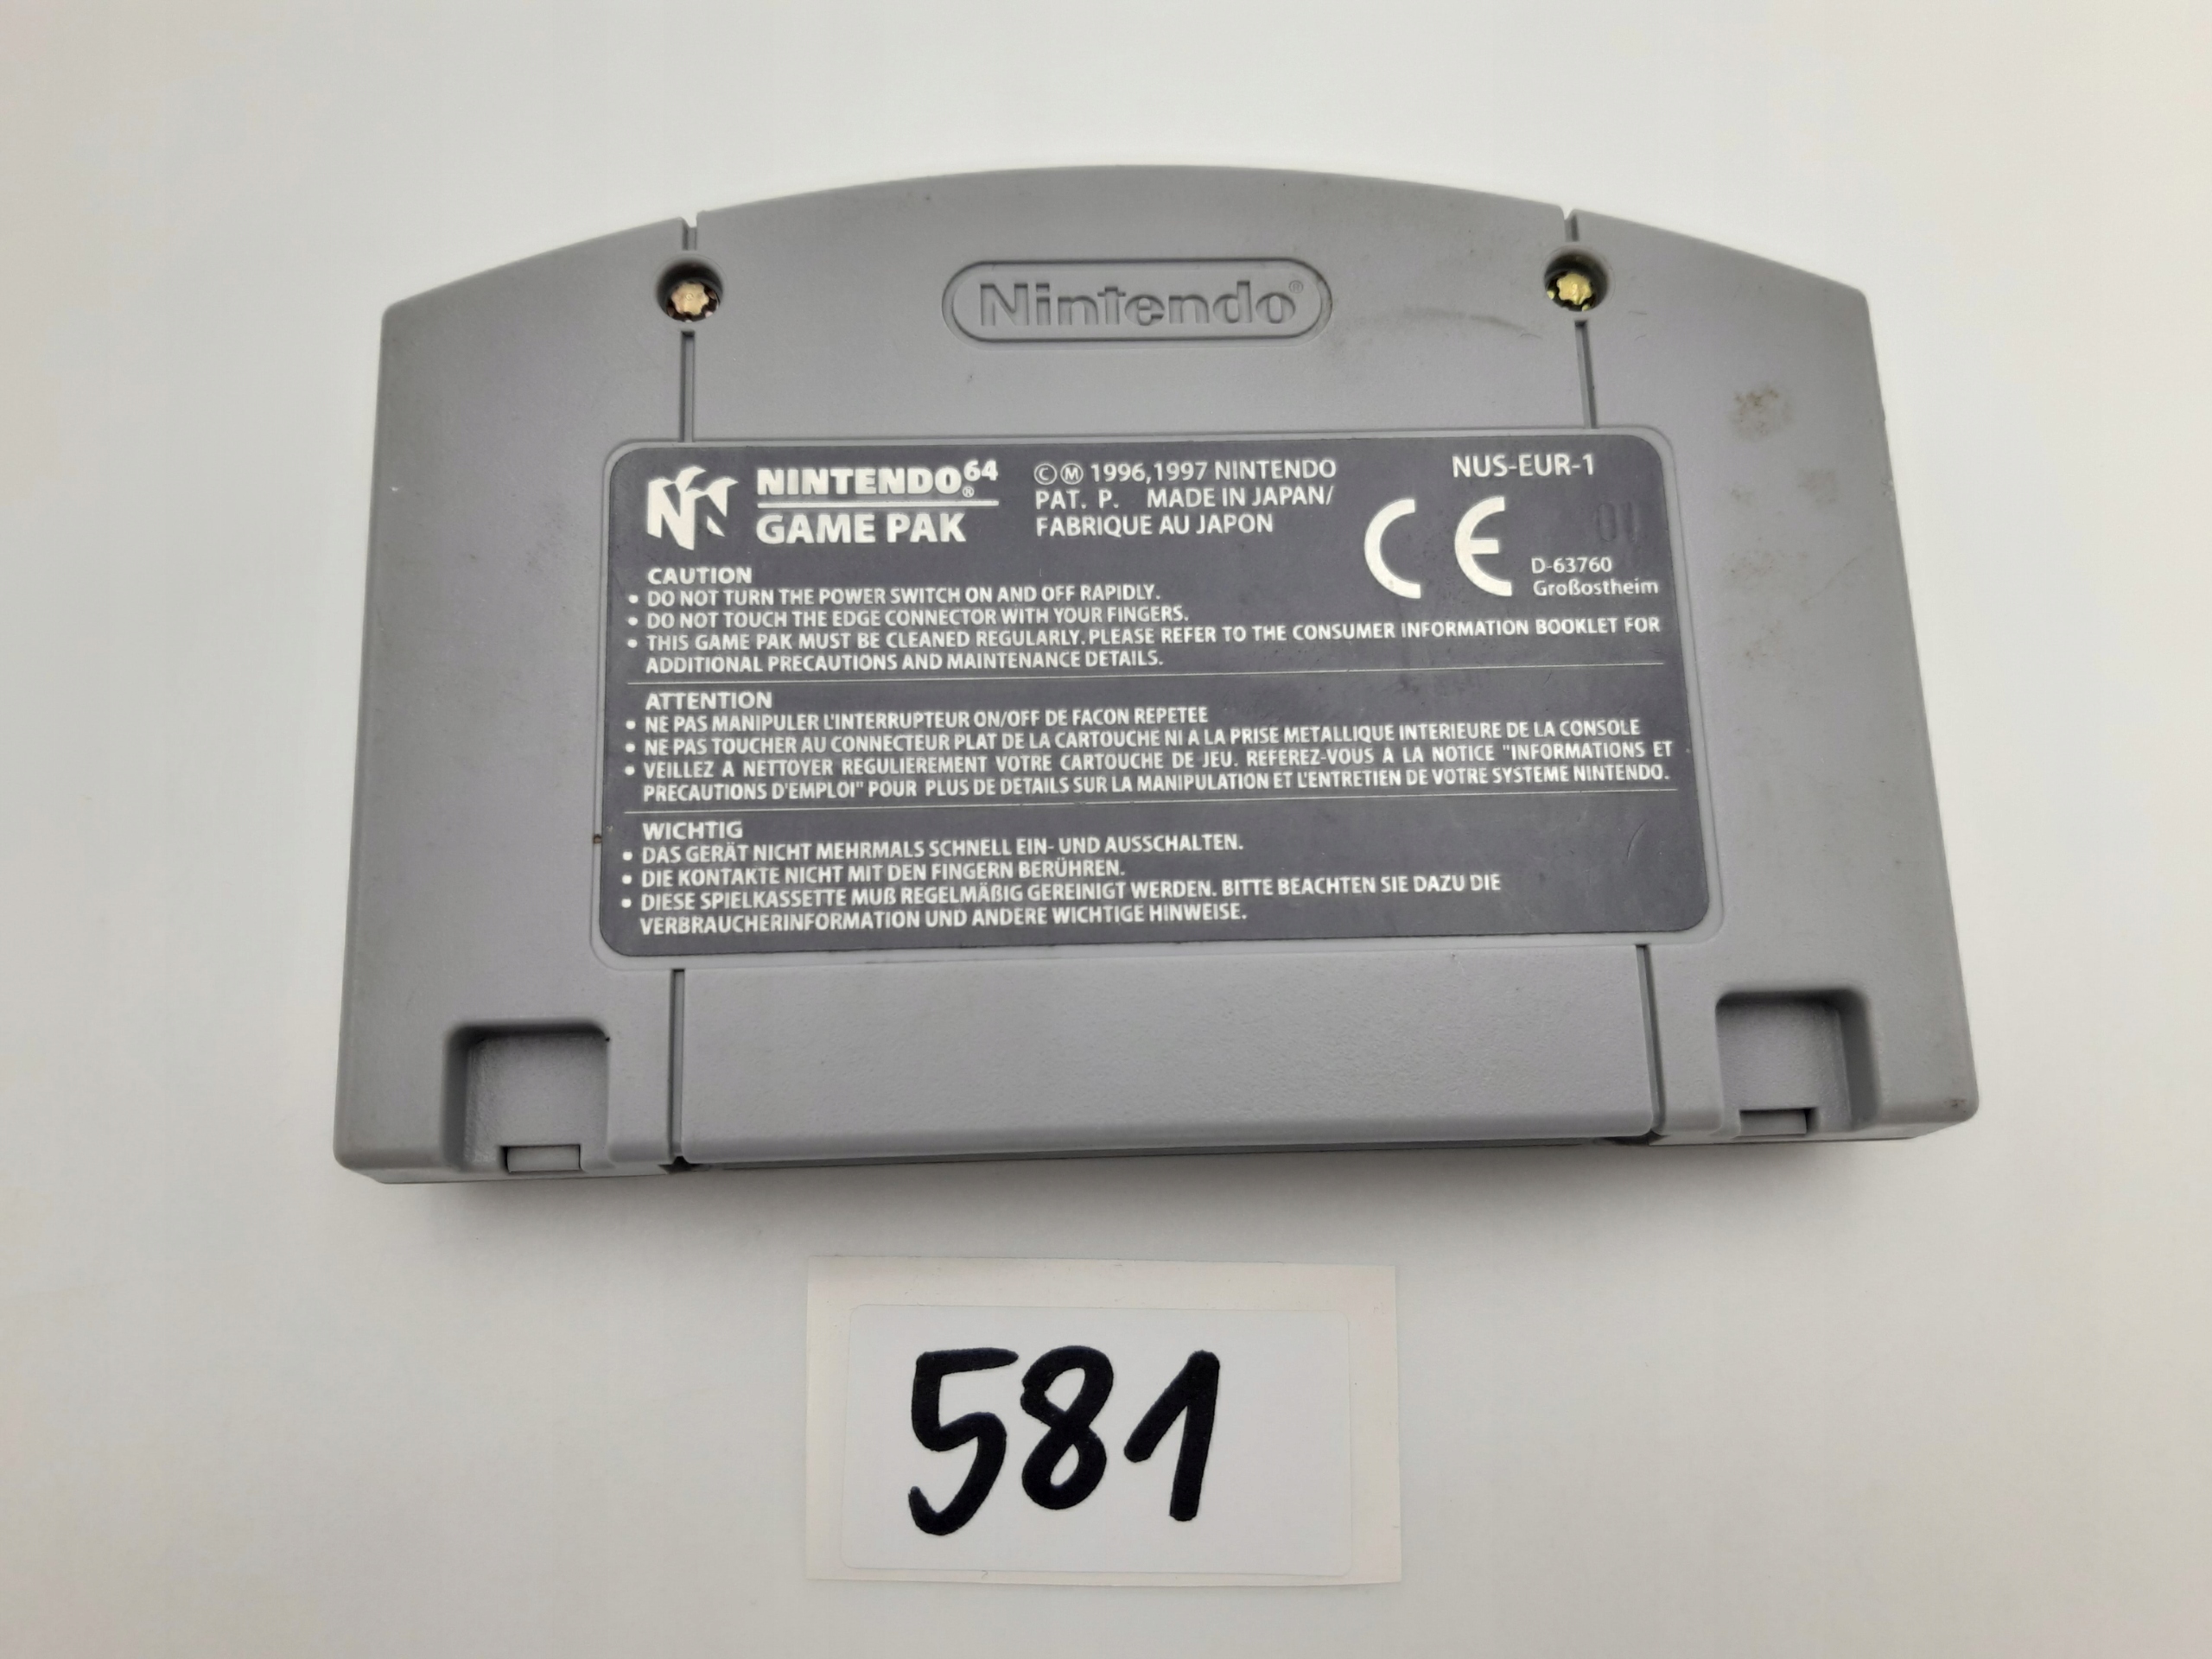 Nintendo®
NINTENDO64®
GAME PAK
ⒸⓂ 1996,1997 NINTENDO
PAT. P. MADE IN JAPAN/
FABRIQUE AU JAPON
NUS-EUR-1
CE
D-63760
Großostheim
CAUTION
• DO NOT TURN THE POWER SWITCH ON AND OFF RAPIDLY.
• DO NOT TOUCH THE EDGE CONNECTOR WITH YOUR FINGERS.
• THIS GAME PAK MUST BE CLEANED REGULARLY. PLEASE REFER TO THE CONSUMER INFORMATION BOOKLET FOR
ADDITIONAL PRECAUTIONS AND MAINTENANCE DETAILS.
ATTENTION
• NE PAS MANIPULER L'INTERRUPTEUR ON/OFF DE FACON REPETEE
• NE PAS TOUCHER AU CONNECTEUR PLAT DE LA CARTOUCHE NI A LA PRISE METALLIQUE INTERIEURE DE LA CONSOLE
• VEILLEZ A NETTOYER REGULIEREMENT VOTRE CARTOUCHE DE JEU. REFEREZ-VOUS A LA NOTICE "INFORMATIONS ET
PRECAUTIONS D'EMPLOI" POUR PLUS DE DETAILS SUR LA MANIPULATION ET L'ENTRETIEN DE VOTRE SYSTEME NINTENDO.
WICHTIG
• DAS GERÄT NICHT MEHRMALS SCHNELL EIN- UND AUSSCHALTEN.
• DIE KONTAKTE NICHT MIT DEN FINGERN BERÜHREN.
• DIESE SPIELKASSETTE MUß REGELMÄßIG GEREINIGT WERDEN. BITTE BEACHTEN SIE DAZU DIE
VERBRAUCHERINFORMATION UND ANDERE WICHTIGE HINWEISE.
581